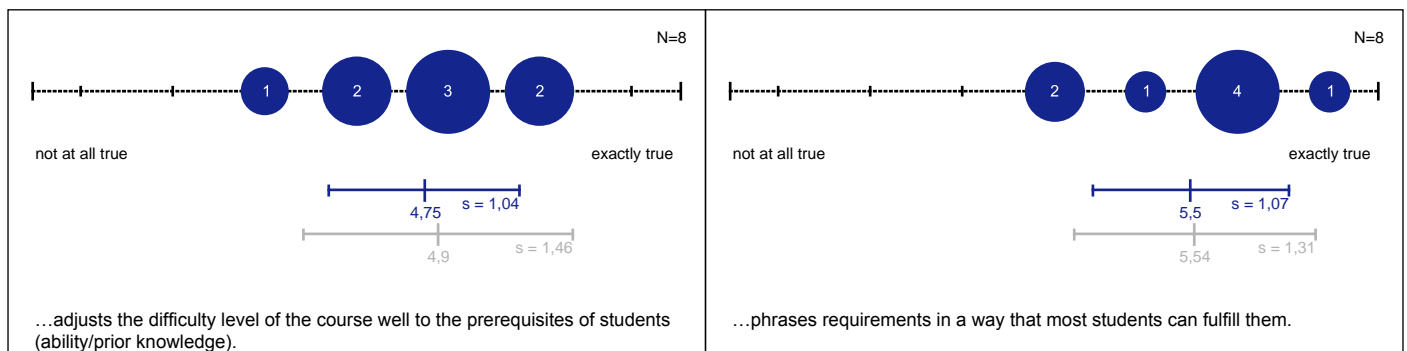 N=8
1
2
3
2
not at all true
exactly true
s = 1,04
4,75
s = 1,46
4,9
…adjusts the difficulty level of the course well to the prerequisites of students
(ability/prior knowledge).
N=8
2
1
4
1
not at all true
exactly true
s = 1,07
5,5
s = 1,31
5,54
…phrases requirements in a way that most students can fulfill them.